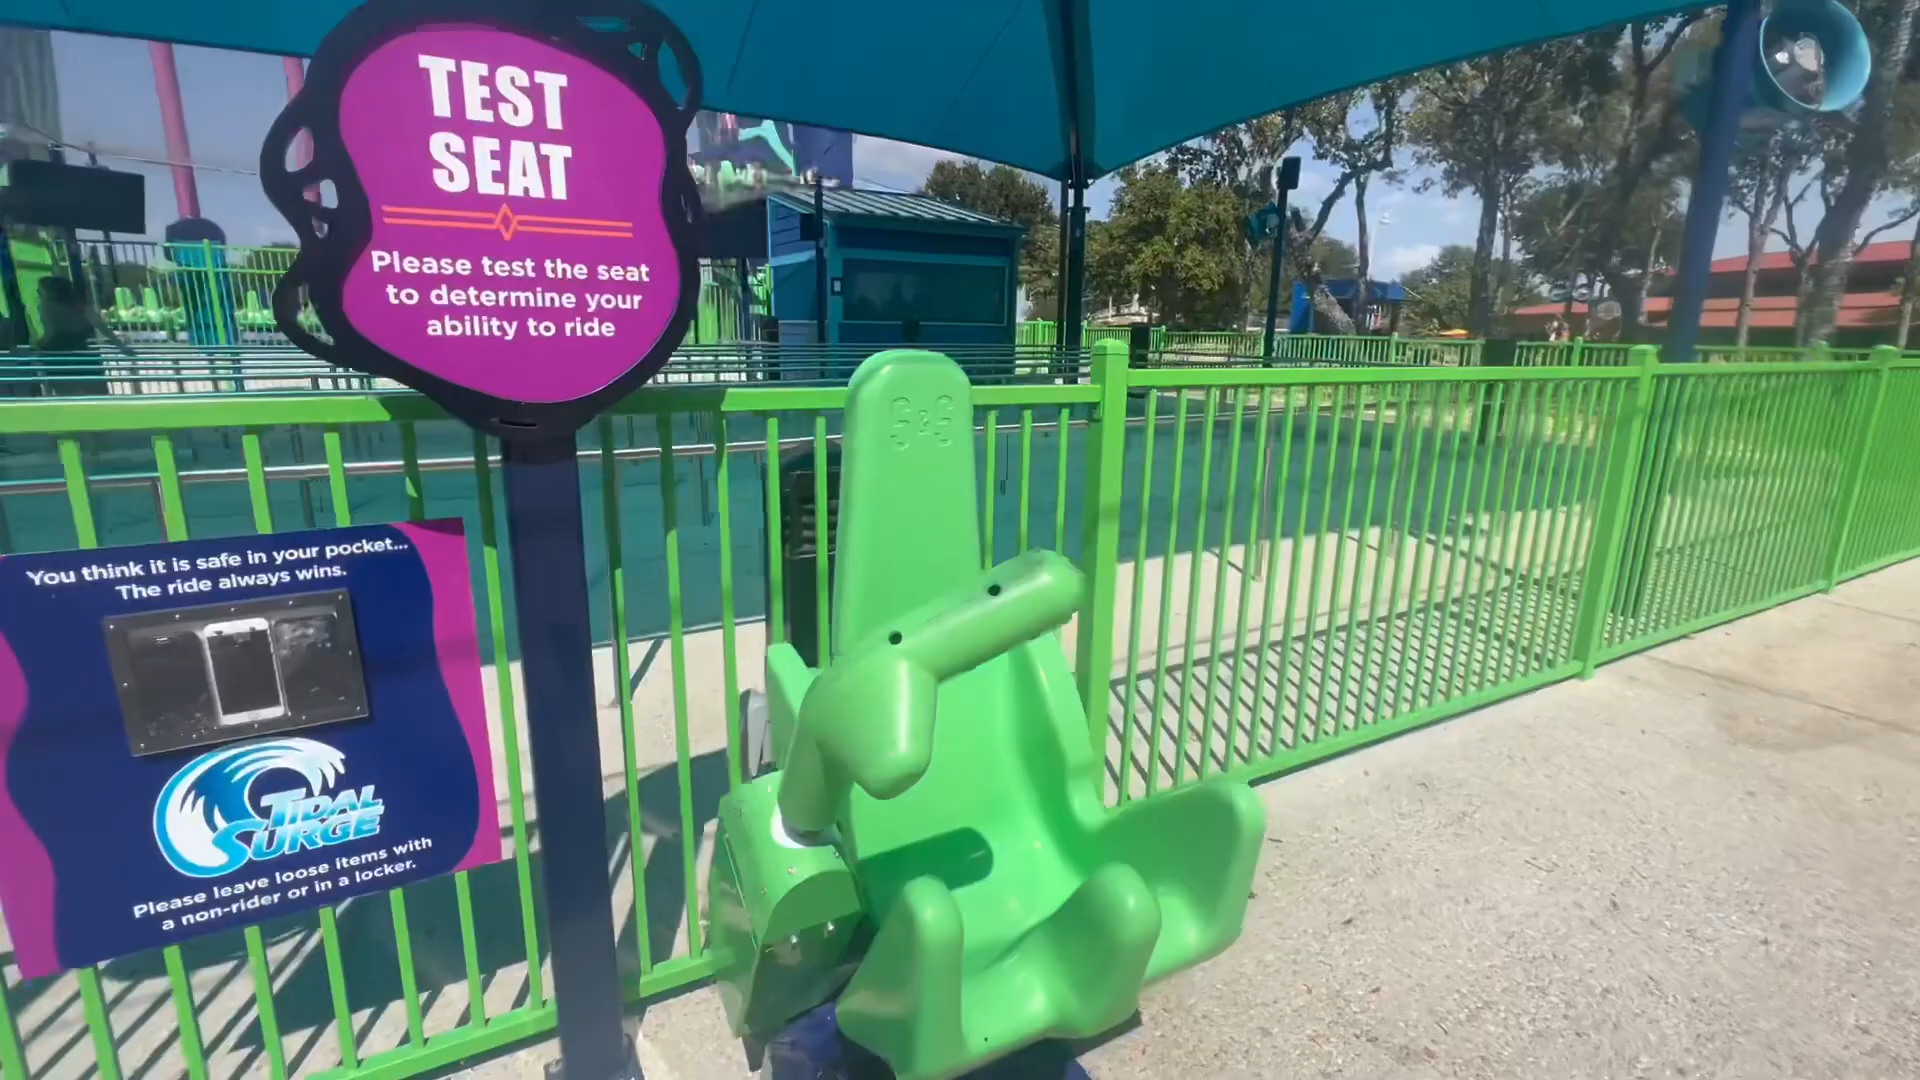 TEST
SEAT
Please test the seat
to determine your
ability to ride
S&S
You think it is safe in your pocket...
The ride always wins.
TIDAL
SURGE
Please leave loose items with
a non-rider or in a locker.